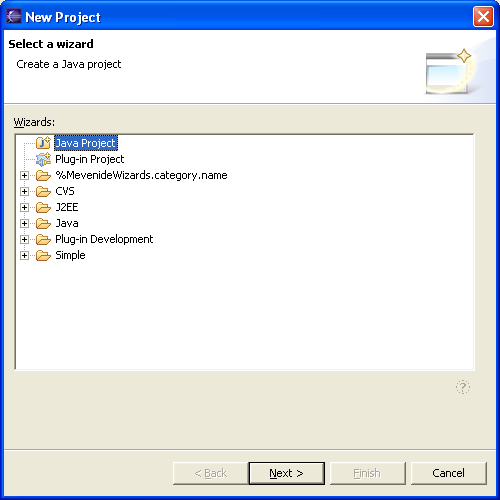 New Project
Select a wizard
Create a Java project
Wizards:
Java Project
Plug-in Project
%MevenideWizards.category.name
CVS
J2EE
Java
Plug-in Development
Simple
?
< Back Next > Finish Cancel